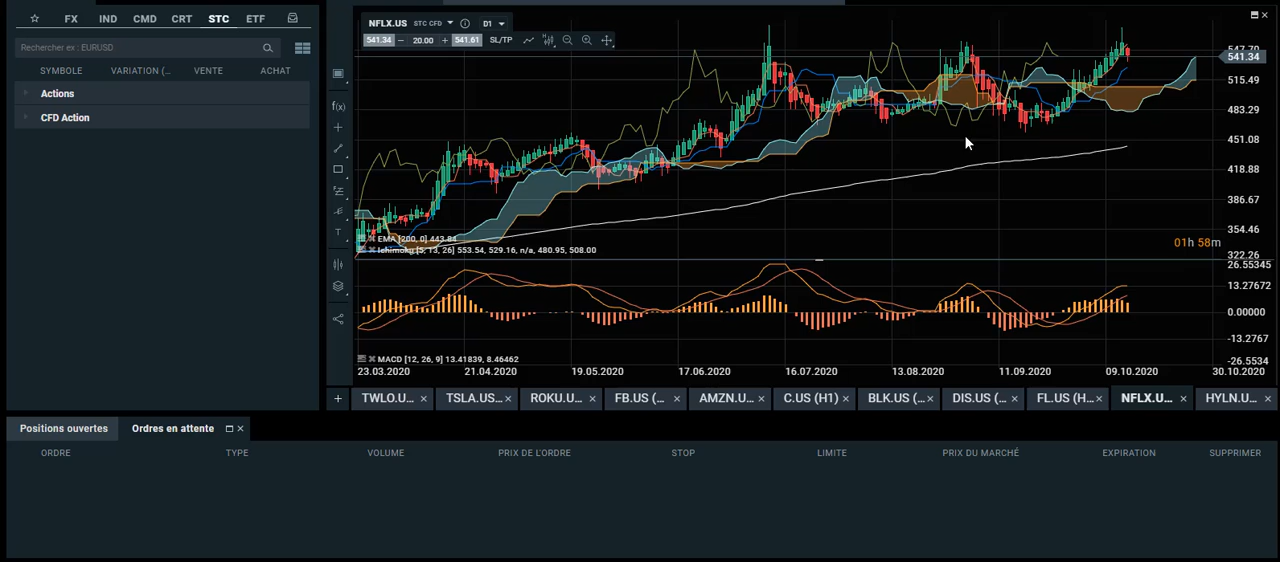 FX IND CMD CRT STC ETF
Rechercher ex : EURUSD
SYMBOLE VARIATION (... VENTE ACHAT
Actions
CFD Action
NFLX.US STC CFD D1
541.34 20.00 541.61 SL/TP
f(x)
T
547.70
541.34
515.49
483.29
451.08
418.88
386.67
354.46
322.26
01h 58m
EMA [200, 0] 443.84
Ichimoku [5, 13, 26] 553.54, 529.16, n/a, 480.95, 508.00
26.55345
13.27672
0.00000
-13.2767
-26.5534
MACD [12, 26, 9] 13.41839, 8.46462
23.03.2020 21.04.2020 19.05.2020 17.06.2020 16.07.2020 13.08.2020 11.09.2020 09.10.2020 30.10.2020
TWLO.U... TSLA.US... ROKU.U... FB.US (... AMZN.U... C.US (H1) BLK.US (... DIS.US (... FL.US (H... NFLX.U... HYLN.U...
Positions ouvertes Ordres en attente
ORDRE TYPE VOLUME PRIX DE L'ORDRE STOP LIMITE PRIX DU MARCHÉ EXPIRATION SUPPRIMER